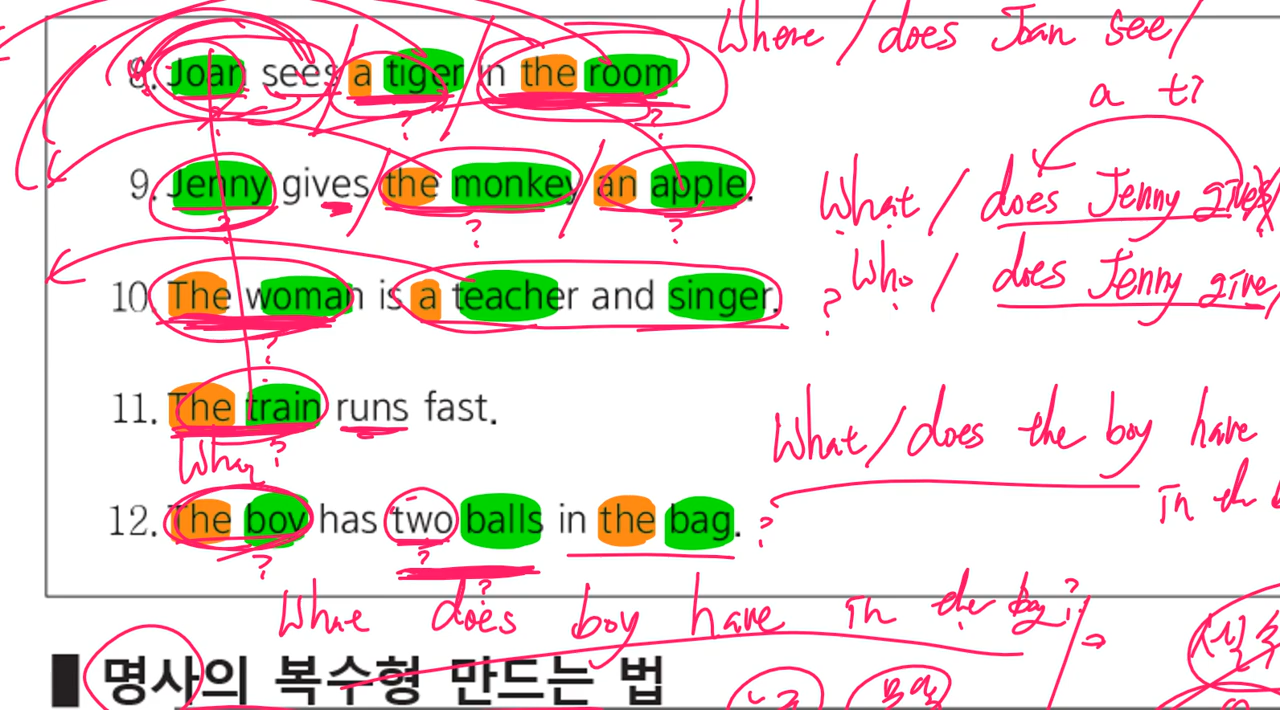 Where / does Joan see /
8. Joan sees a tiger in the room
a ti
9. Jenny gives the monkey an apple.
What / does Jenny give
Who / does Jenny give
10. The woman is a teacher and singer.
?
11. The train runs fast.
What / does the boy have
in the
12. The boy has two balls in the bag.
?
What does boy have in the bag?
■ 명사의 복수형 만드는 법